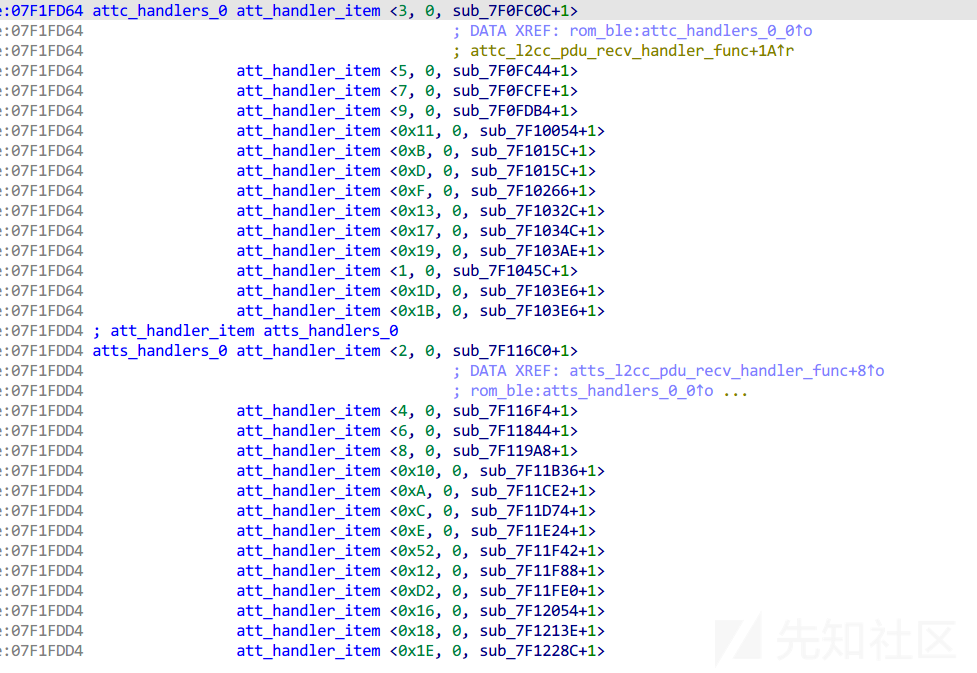 e:07F1FD64 attc_handlers_0 att_handler_item <3, 0, sub_7F0FC0C+1>
e:07F1FD64 ; DATA XREF: rom_ble:attc_handlers_0_0↑o
e:07F1FD64 ; attc_l2cc_pdu_recv_handler_func+1A↑r
e:07F1FD64 att_handler_item <5, 0, sub_7F0FC44+1>
e:07F1FD64 att_handler_item <7, 0, sub_7F0FCFE+1>
e:07F1FD64 att_handler_item <9, 0, sub_7F0FDB4+1>
e:07F1FD64 att_handler_item <0x11, 0, sub_7F10054+1>
e:07F1FD64 att_handler_item <0xB, 0, sub_7F1015C+1>
e:07F1FD64 att_handler_item <0xD, 0, sub_7F1015C+1>
e:07F1FD64 att_handler_item <0xF, 0, sub_7F10266+1>
e:07F1FD64 att_handler_item <0x13, 0, sub_7F1032C+1>
e:07F1FD64 att_handler_item <0x17, 0, sub_7F1034C+1>
e:07F1FD64 att_handler_item <0x19, 0, sub_7F103AE+1>
e:07F1FD64 att_handler_item <1, 0, sub_7F1045C+1>
e:07F1FD64 att_handler_item <0x1D, 0, sub_7F103E6+1>
e:07F1FD64 att_handler_item <0x1B, 0, sub_7F103E6+1>
e:07F1FDD4 ; att_handler_item atts_handlers_0
e:07F1FDD4 atts_handlers_0 att_handler_item <2, 0, sub_7F116C0+1>
e:07F1FDD4 ; DATA XREF: atts_l2cc_pdu_recv_handler_func+8↑o
e:07F1FDD4 ; rom_ble:atts_handlers_0_0↑o ...
e:07F1FDD4 att_handler_item <4, 0, sub_7F116F4+1>
e:07F1FDD4 att_handler_item <6, 0, sub_7F11844+1>
e:07F1FDD4 att_handler_item <8, 0, sub_7F119A8+1>
e:07F1FDD4 att_handler_item <0x10, 0, sub_7F11B36+1>
e:07F1FDD4 att_handler_item <0xA, 0, sub_7F11CE2+1>
e:07F1FDD4 att_handler_item <0xC, 0, sub_7F11D74+1>
e:07F1FDD4 att_handler_item <0xE, 0, sub_7F11E24+1>
e:07F1FDD4 att_handler_item <0x52, 0, sub_7F11F42+1>
e:07F1FDD4 att_handler_item <0x12, 0, sub_7F11F88+1>
e:07F1FDD4 att_handler_item <0xD2, 0, sub_7F11FE0+1>
e:07F1FDD4 att_handler_item <0x16, 0, sub_7F12054+1>
e:07F1FDD4 att_handler_item <0x18, 0, sub_7F1213E+1>
e:07F1FDD4 att_handler_item <0x1E, 0, sub_7F1228C+1>
先知社区